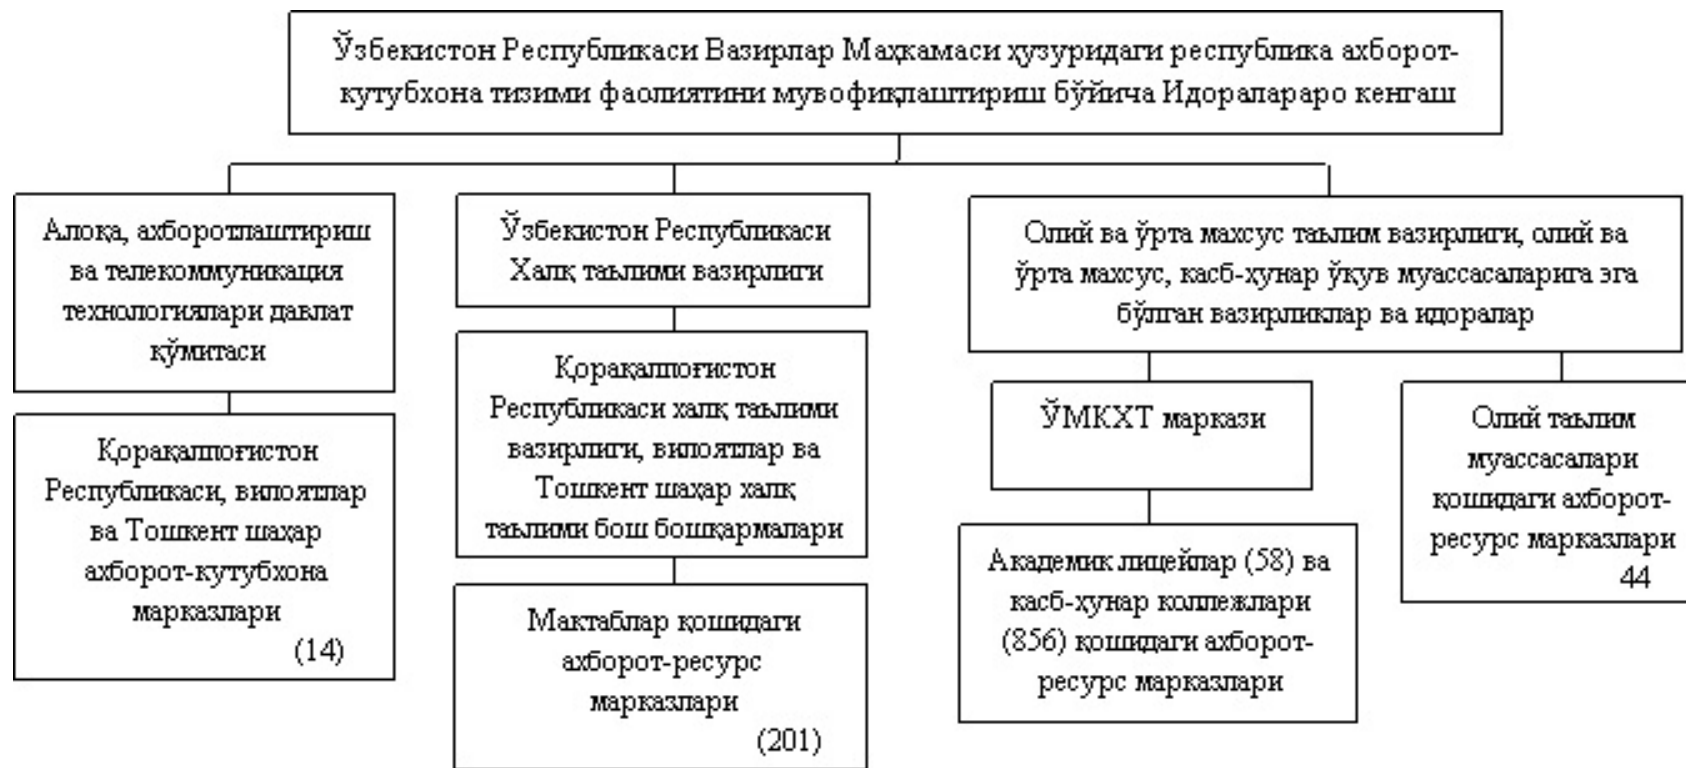 Ўзбекистон Республикаси Вазирлар Маҳкамаси ҳузуридаги республика ахборот-
кутубхона тизими фаолиятини мувофиқлаштириш бўйича Идоралараро кенгаш
Алоқа, ахборотлаштириш
ва телекоммуникация
технологиялари давлат
қўмитаси
Қорақалпоғистон
Республикаси, вилоятлар
ва Тошкент шаҳар
ахборот-кутубхона
марказлари
(14)
Ўзбекистон Республикаси
Халқ таълими вазирлиги
Қорақалпоғистон
Республикаси халқ таълими
вазирлиги, вилоятлар ва
Тошкент шаҳар халқ
таълими бош бошқармалари
Мактаблар қошидаги
ахборот-ресурс
марказлари
(201)
Олий ва ўрта махсус таълим вазирлиги, олий ва
ўрта махсус, касб-ҳунар ўқув муассасаларига эга
бўлган вазирликлар ва идоралар
ЎМКХТ маркази
Академик лицейлар (58) ва
касб-ҳунар коллежлари
(856) қошидаги ахборот-
ресурс марказлари
Олий таълим
муассасалари
қошидаги ахборот-
ресурс марказлари
44